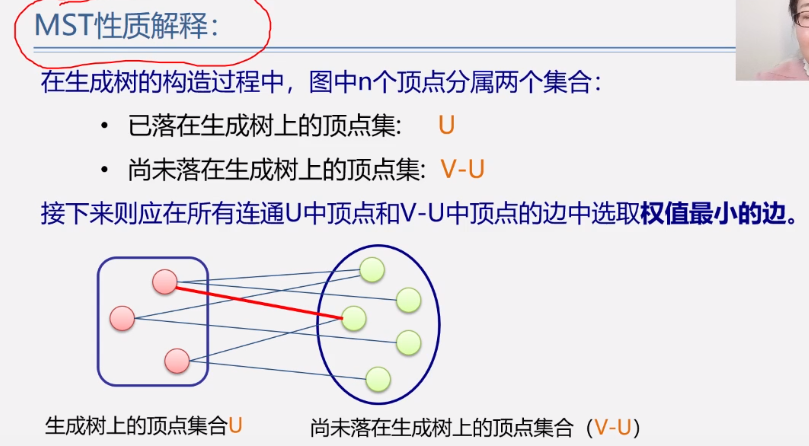 MST性质解释：
在生成树的构造过程中，图中n个顶点分属两个集合：
• 已落在生成树上的顶点集: U
• 尚未落在生成树上的顶点集: V-U
接下来则应在所有连通U中顶点和V-U中顶点的边中选取权值最小的边。
生成树上的顶点集合U
尚未落在生成树上的顶点集合（V-U）